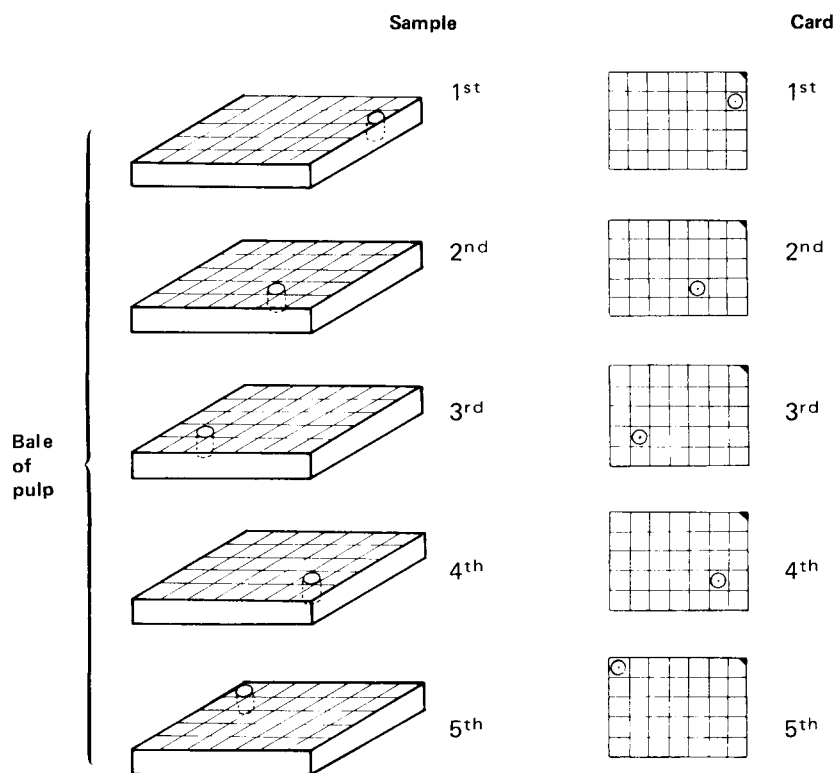 Sample Card
1st 1st
2nd 2nd
3rd 3rd
Bale
of
pulp
4th 4th
5th 5th